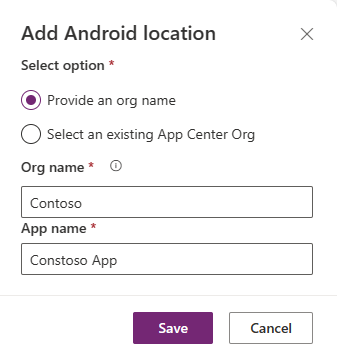 Add Android location
Select option *
Provide an org name
Select an existing App Center Org
Org name *
Contoso
App name *
Constoso App
Save Cancel